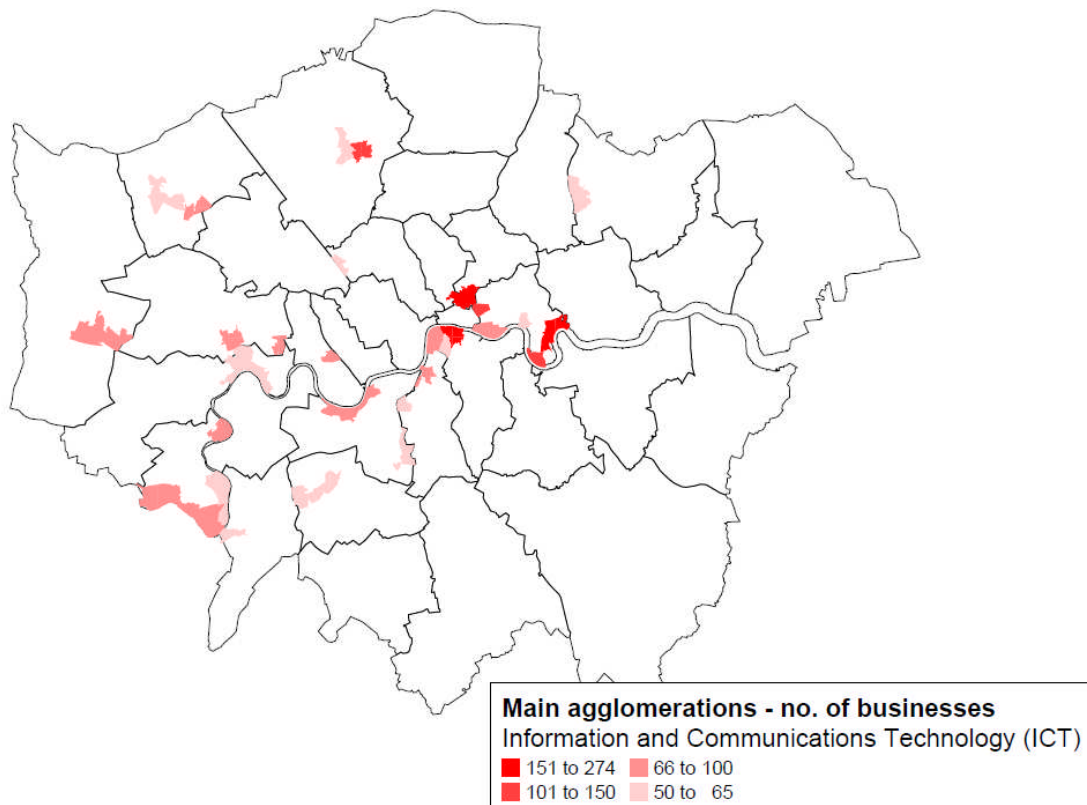 Main agglomerations - no. of businesses
Information and Communications Technology (ICT)
151 to 274 66 to 100
101 to 150 50 to 65